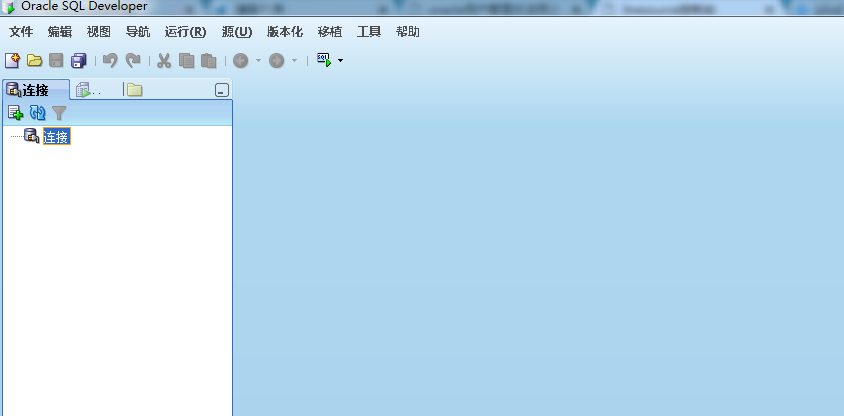 Oracle SQL Developer
文件 编辑 视图 导航 运行(R) 源(U) 版本化 移植 工具 帮助
SQL
连接 . .
连接